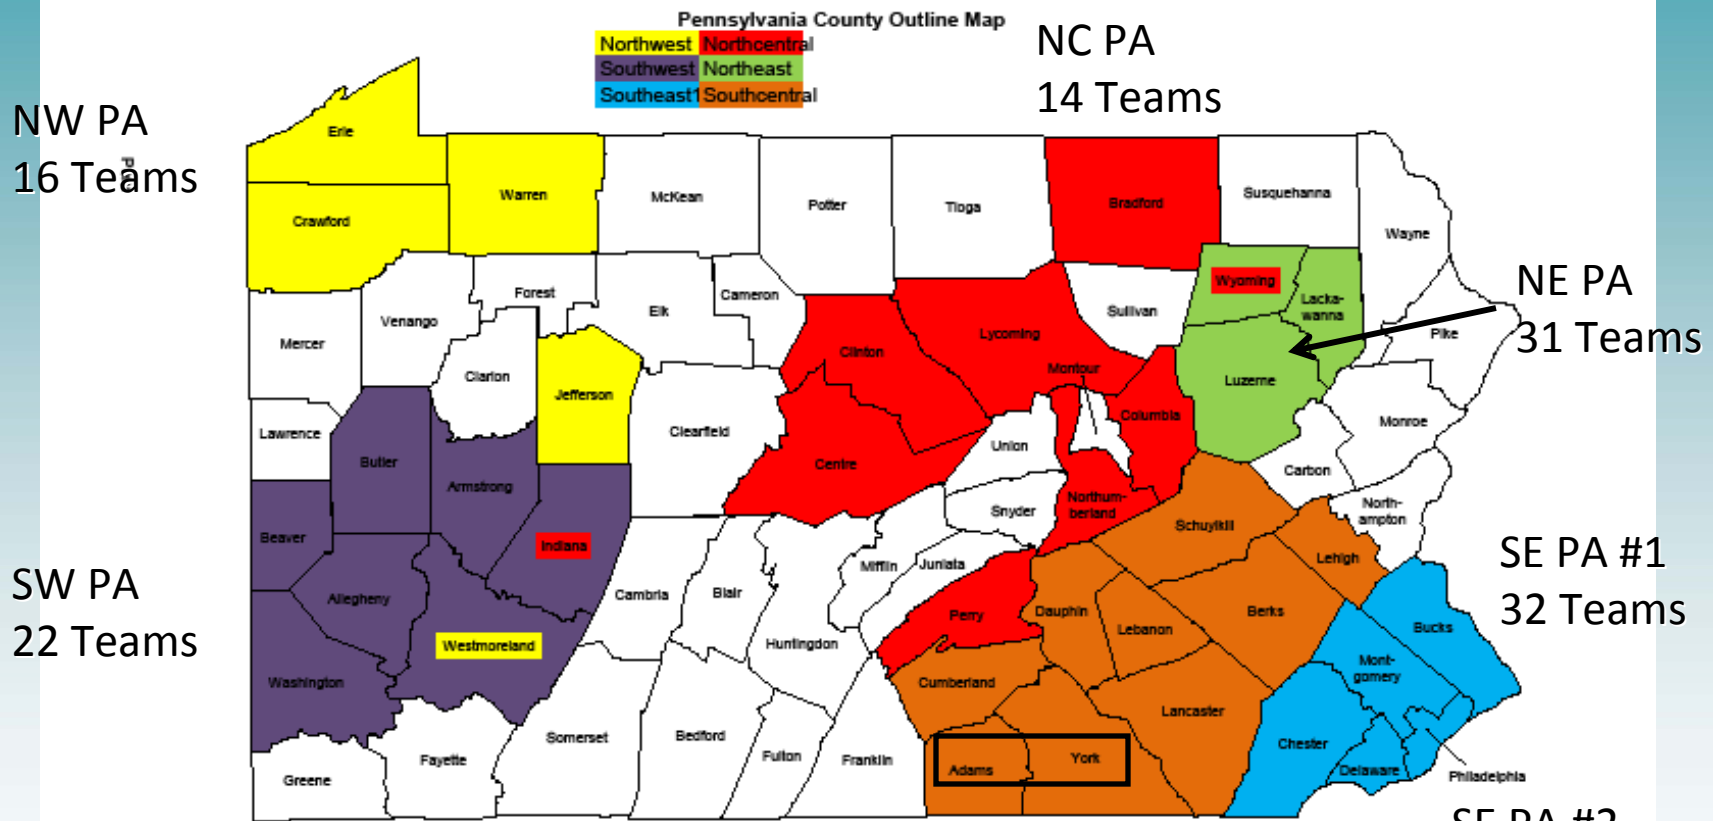 Pennsylvania County Outline Map
Northwest Northcentral
Southwest Northeast
Southeast1 Southcentral
NC PA
14 Teams
NW PA
16 Teams
NE PA
31 Teams
SW PA
22 Teams
SE PA #1
32 Teams
SE PA #2
Erie
Warren
McKean
Potter
Tioga
Bradford
Susquehanna
Wayne
Crawford
Forest
Elk
Cameron
Wyoming
Lacka-
wanna
Sullivan
Pike
Mercer
Venango
Clarion
Jefferson
Clinton
Lycoming
Montour
Columbia
Luzerne
Monroe
Lawrence
Butler
Armstrong
Clearfield
Centre
Union
Carbon
Snyder
Northum-
berland
Schuylkill
North-
ampton
Lehigh
Beaver
Indiana
Allegheny
Cambria
Blair
Mifflin
Juniata
Perry
Dauphin
Lebanon
Berks
Bucks
Westmoreland
Huntingdon
Mont-
gomery
Washington
Cumberland
Lancaster
Greene
Fayette
Somerset
Bedford
Fulton
Franklin
Adams
York
Chester
Delaware
Philadelphia